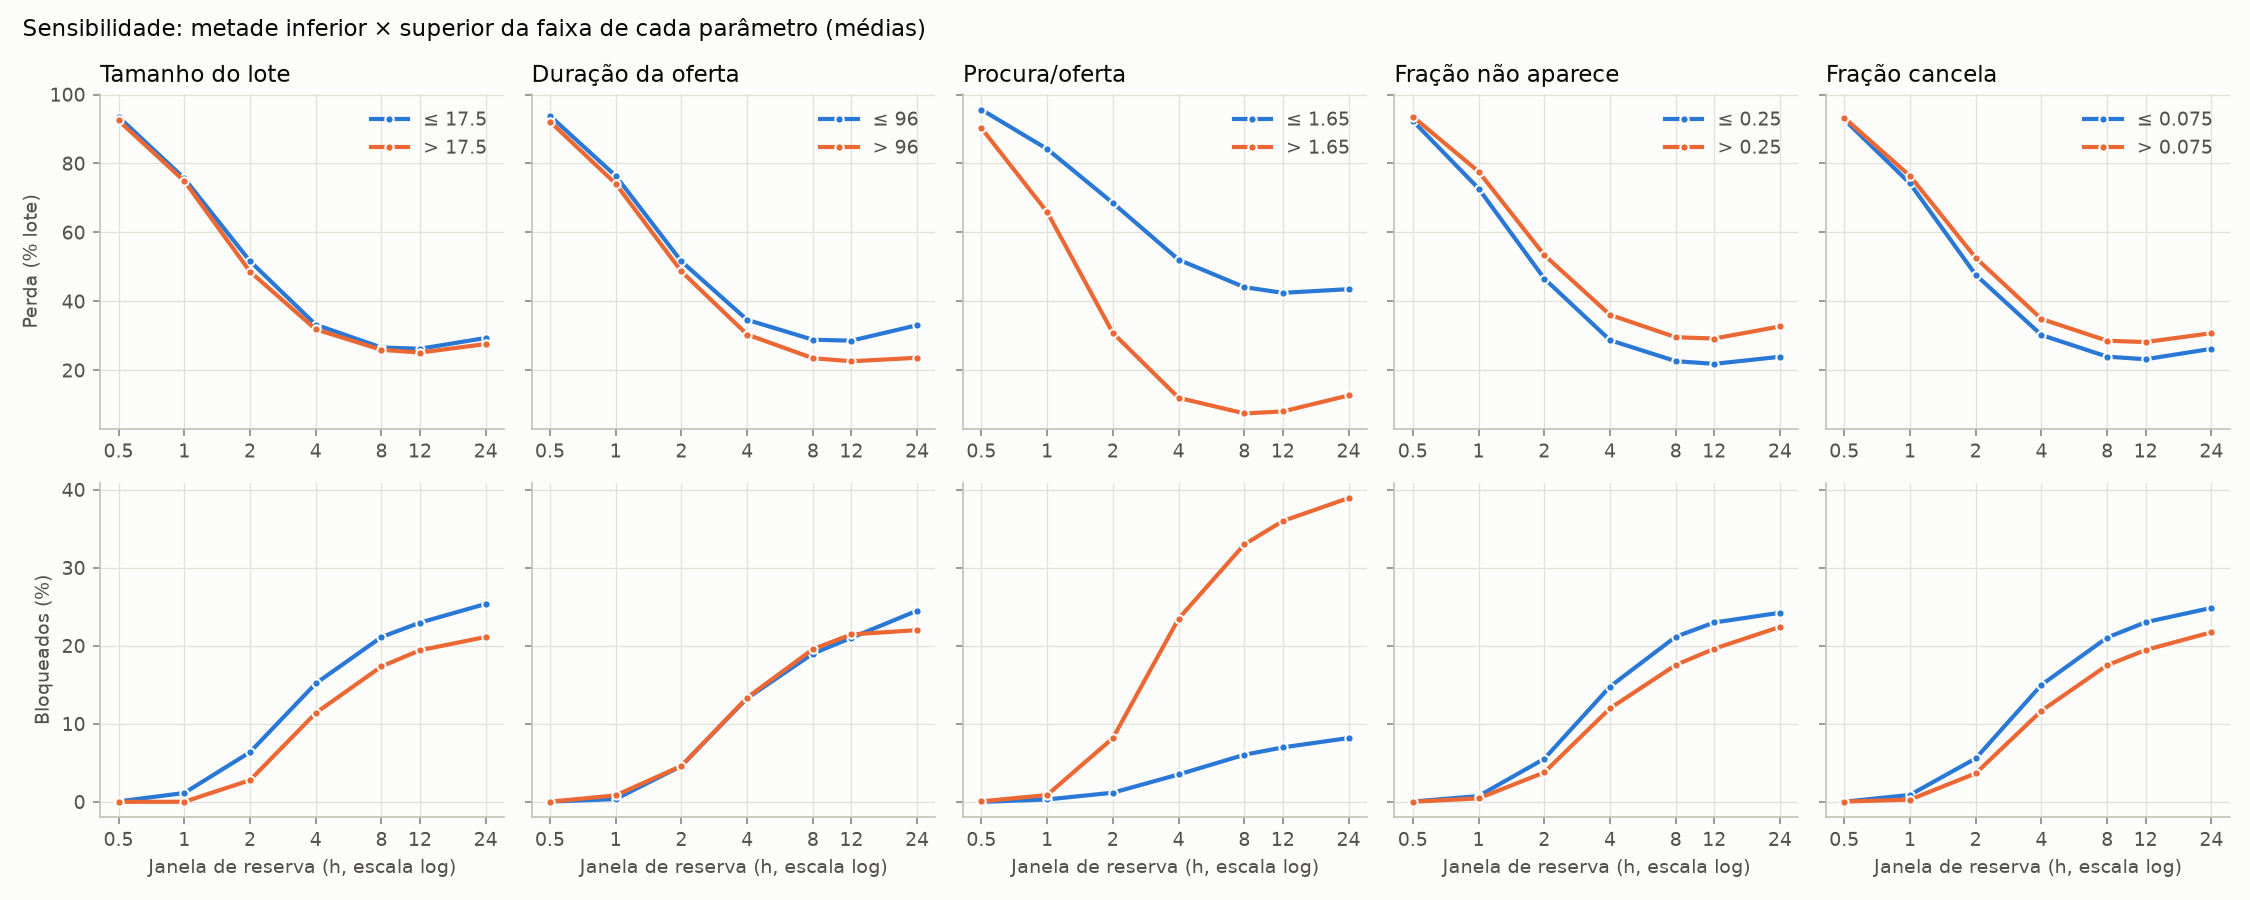 Sensibilidade: metade inferior × superior da faixa de cada parâmetro (médias)
Tamanho do lote
Duração da oferta
Procura/oferta
Fração não aparece
Fração cancela
Perda (% lote)
100
80
60
40
20
≤ 17.5
> 17.5
≤ 96
> 96
≤ 1.65
> 1.65
≤ 0.25
> 0.25
≤ 0.075
> 0.075
0.5 1 2 4 8 12 24
0.5 1 2 4 8 12 24
0.5 1 2 4 8 12 24
0.5 1 2 4 8 12 24
0.5 1 2 4 8 12 24
Bloqueados (%)
40
30
20
10
0
0.5 1 2 4 8 12 24
0.5 1 2 4 8 12 24
0.5 1 2 4 8 12 24
0.5 1 2 4 8 12 24
0.5 1 2 4 8 12 24
Janela de reserva (h, escala log)
Janela de reserva (h, escala log)
Janela de reserva (h, escala log)
Janela de reserva (h, escala log)
Janela de reserva (h, escala log)